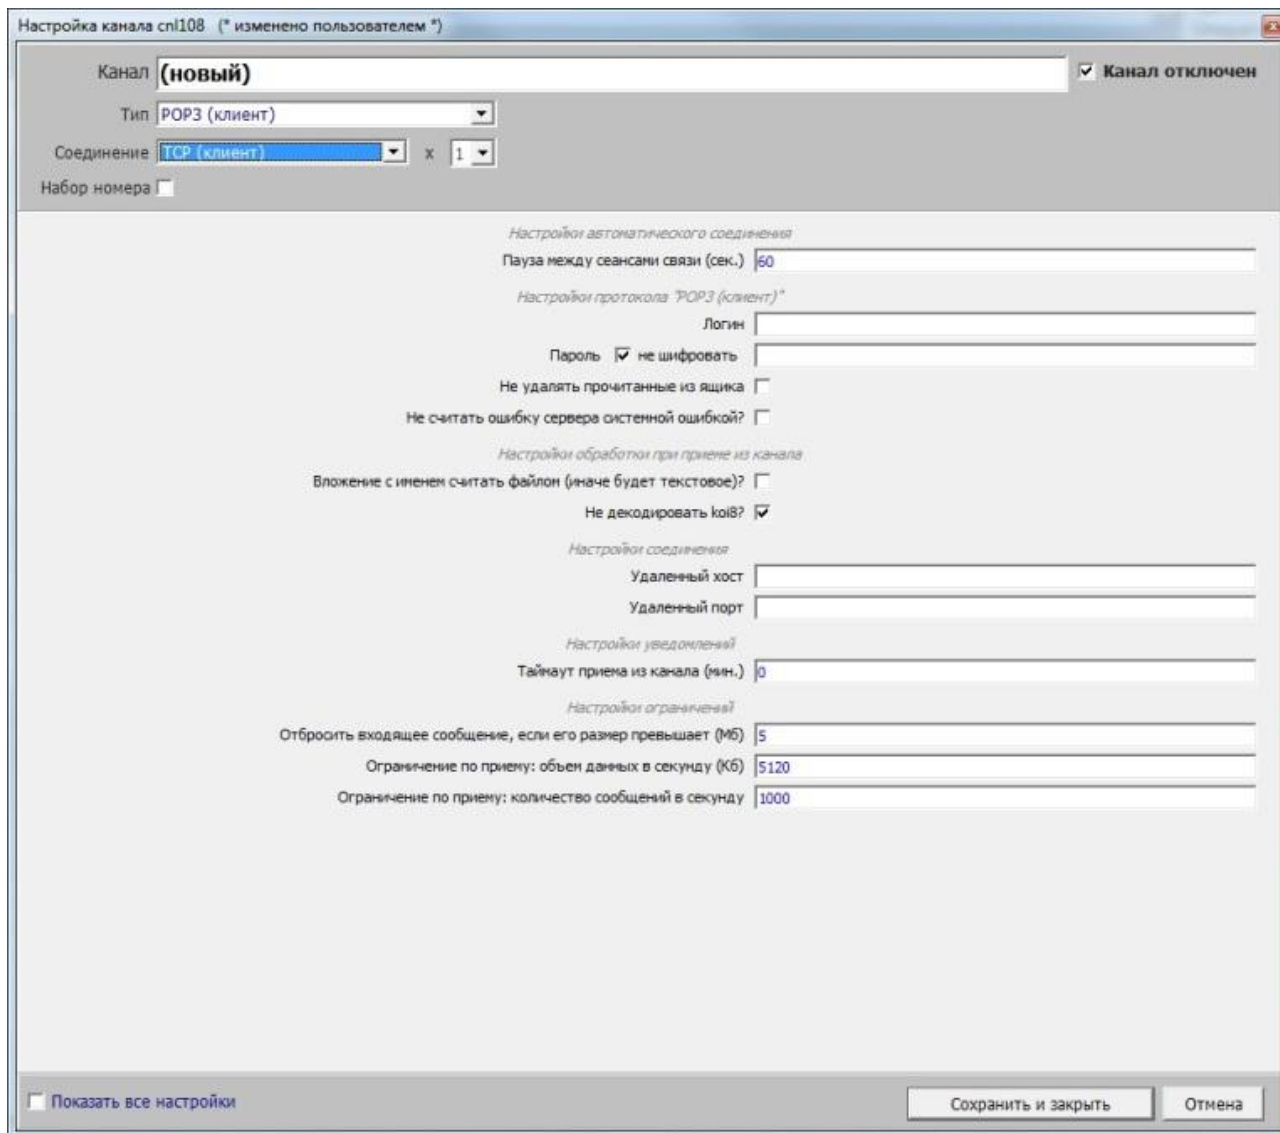 Настройка канала cnl108 (* изменено пользователем *)
Канал (новый) Канал отключен
Тип POP3 (клиент)
Соединение TCP (клиент) x 1
Набор номера
Настройки автоматического соединения
Пауза между сеансами связи (сек.) 60
Настройки протокола "POP3 (клиент)"
Логин
Пароль не шифровать
Не удалять прочитанные из ящика
Не считать ошибку сервера системной ошибкой?
Настройки обработки при приеме из канала
Вложение с именем считать файлом (иначе будет текстовое)?
Не декодировать koi8?
Настройки соединения
Удаленный хост
Удаленный порт
Настройки уведомлений
Таймаут приема из канала (мин.) 0
Настройки ограничений
Отбросить входящее сообщение, если его размер превышает (Мб) 5
Ограничение по приему: объем данных в секунду (Кб) 5120
Ограничение по приему: количество сообщений в секунду 1000
Показать все настройки Сохранить и закрыть Отмена